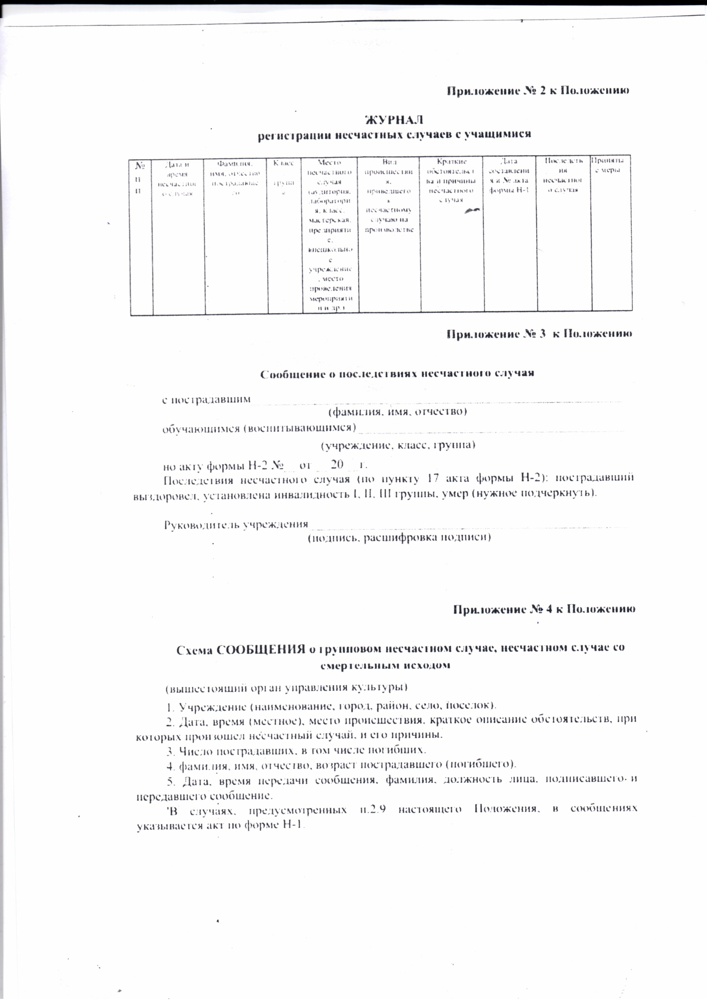 Приложение № 2 к Положению
ЖУРНАЛ
регистрации несчастных случаев с учащимися
№
п
п
Дата и
время
несчастног
о случая
Фамилия,
имя, отчество
пострадавше
го
Класс
групп
а
Место
несчастного
случая
(аудитория,
лаборатори
я, класс,
мастерская,
предприяти
е,
внешкольно
е
учреждение
, место
проведения
мероприяти
и и др.)
Вид
происшестви
я,
приведшего
к
несчастному
случаю на
производстве
Краткие
обстоятельст
ва и причины
несчастного
случая
Дата
составлени
я и № акта
формы Н-1
Последств
ия
несчастног
о случая
Приняты
е меры
Приложение № 3 к Положению
Сообщение о последствиях несчастного случая
с пострадавшим
(фамилия, имя, отчество)
обучающимся (воспитывающимся)
(учреждение, класс, группа)
по акту формы Н-2 №__ от __ 20 __ г.
Последствия несчастного случая (по пункту 17 акта формы Н-2): пострадавший
выздоровел, установлена инвалидность I, II, III группы, умер (нужное подчеркнуть).
Руководитель учреждения
(подпись, расшифровка подписи)
Приложение № 4 к Положению
Схема СООБЩЕНИЯ о групповом несчастном случае, несчастном случае со
смертельным исходом
(вышестоящий орган управления культуры)
1. Учреждение (наименование, город, район, село, поселок).
2. Дата, время (местное), место происшествия, краткое описание обстоятельств, при
которых произошел несчастный случай, и его причины.
3. Число пострадавших, в том числе погибших.
4. фамилия, имя, отчество, возраст пострадавшего (погибшего).
5. Дата, время передачи сообщения, фамилия, должность лица, подписавшего и
передавшего сообщение.
'В случаях, предусмотренных п.2.9 настоящего Положения, в сообщениях
указывается акт по форме Н-1.